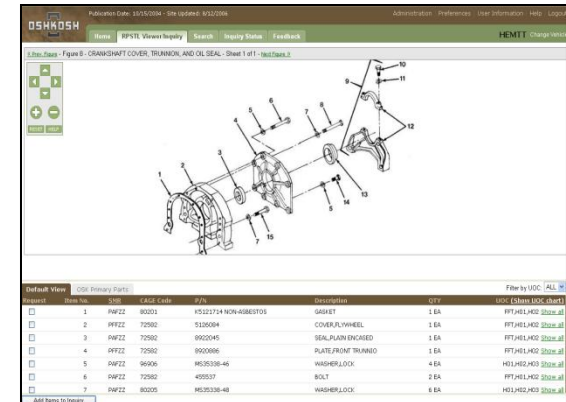 OSHKOSH
Publication Date: 10/15/2004 - Site Updated: 6/12/2006
Administration Preferences User Information Help Logout
Home RPSTL Viewer/Inquiry Search Inquiry Status Feedback
HEMTT Change Vehicle
< Prev. Figure - Figure 8 - CRANKSHAFT COVER, TRUNNION, AND OIL SEAL - Sheet 1 of 1 - Next Figure >
RESET HELP
1
2
3
4
5
6
7
8
9
10
11
12
13
14
5
15
7
Default View OSK Primary Parts
Filter by UOC: ALL
Request Item No. SMR CAGE Code P/N Description QTY UOC (Show UOC chart)
1 PAFZZ 80201 K5121714 NON-ASBESTOS GASKET 1 EA FFT,H01,H02 Show all
2 PFFZZ 72582 5126084 COVER,FLYWHEEL 1 EA FFT,H01,H02 Show all
3 PAFZZ 72582 8922045 SEAL,PLAIN ENCASED 1 EA FFT,H01,H02 Show all
4 PFFZZ 72582 8920886 PLATE,FRONT TRUNNIO 1 EA FFT,H01,H02 Show all
5 PAFZZ 96906 MS35338-46 WASHER,LOCK 4 EA H01,H02,H03 Show all
6 PAFZZ 72582 455537 BOLT 2 EA FFT,H01,H02 Show all
7 PAFZZ 80205 MS35338-48 WASHER,LOCK 6 EA H01,H02,H03 Show all
Add Items to Inquiry